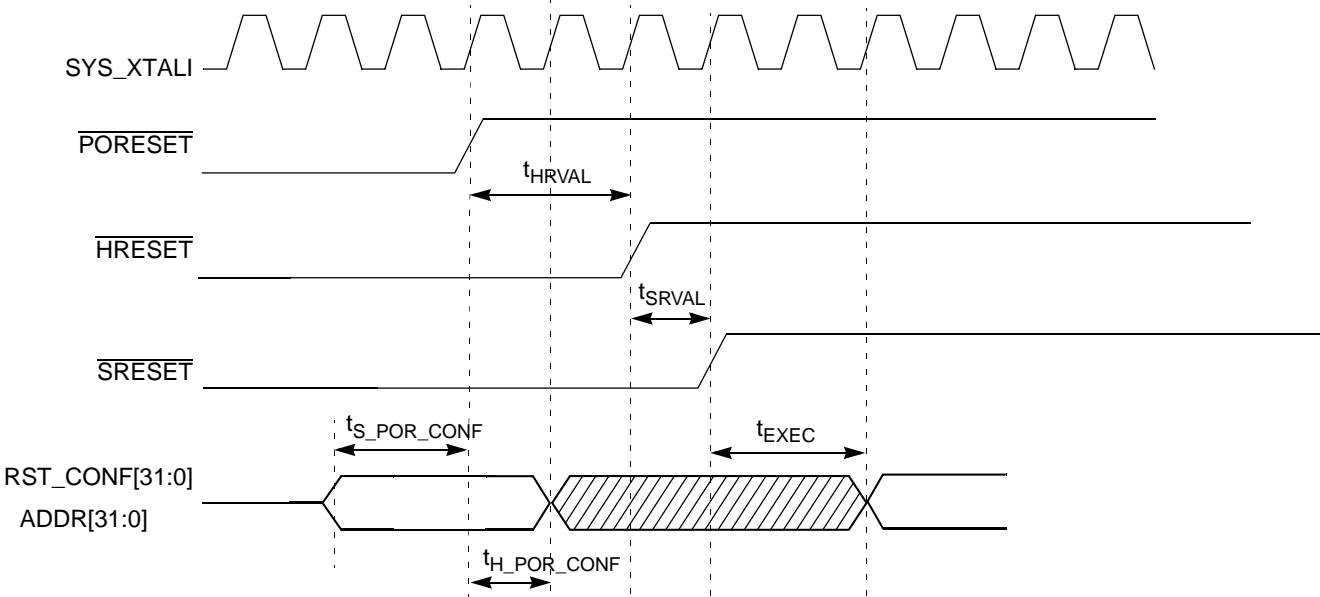 SYS_XTALI
PORESET
tHRVAL
HRESET
tSRVAL
SRESET
tS_POR_CONF
tEXEC
RST_CONF[31:0]
ADDR[31:0]
tH_POR_CONF